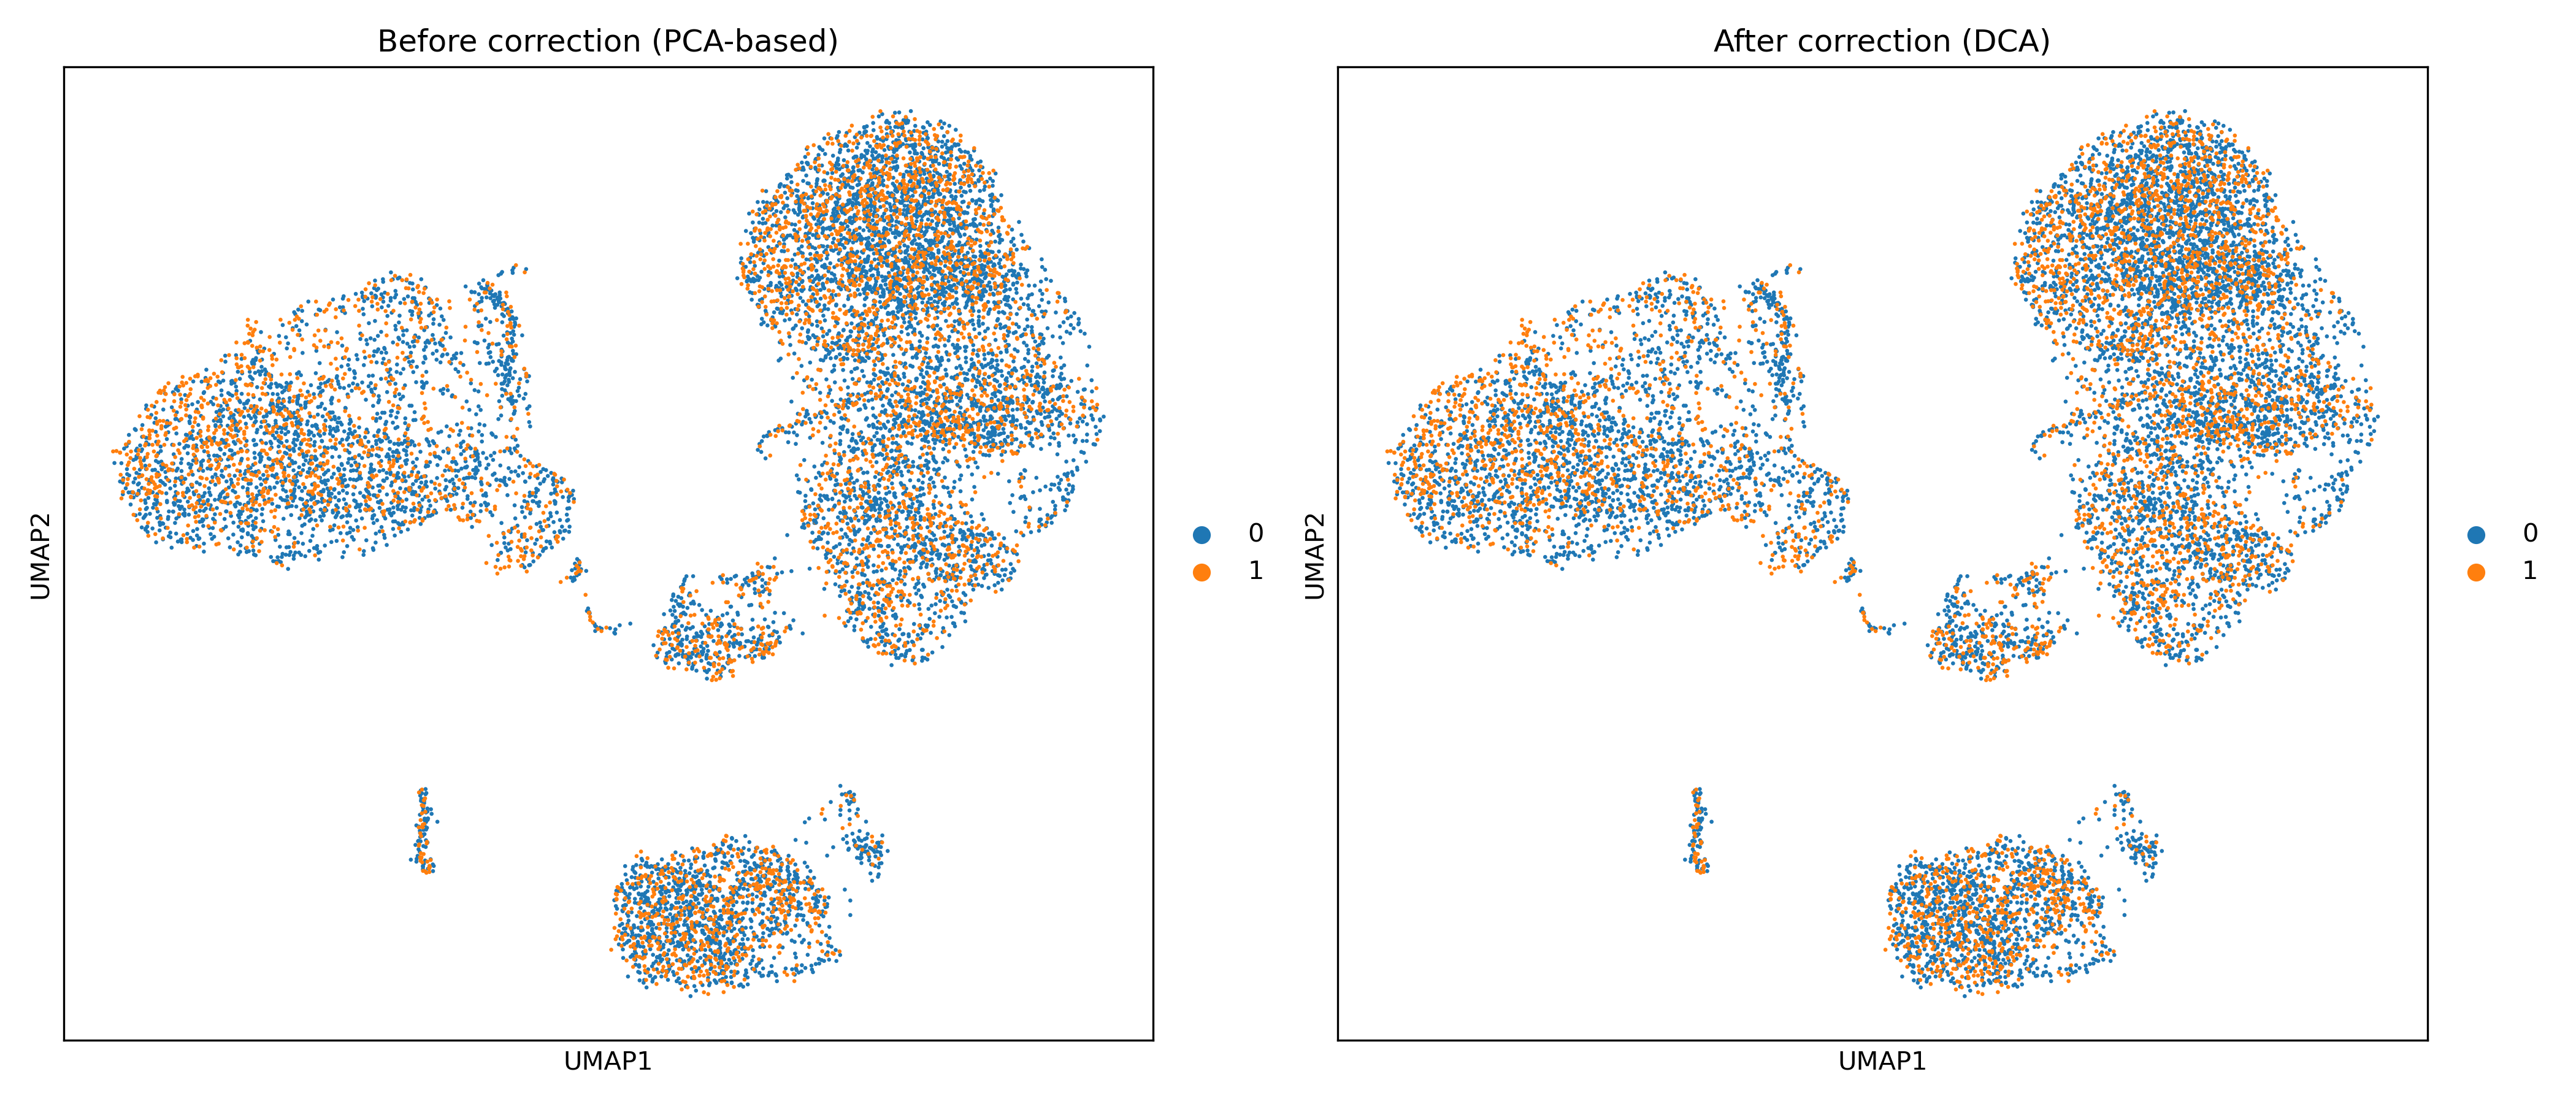 Before correction (PCA-based)
UMAP2
UMAP1
0
1
After correction (DCA)
UMAP2
UMAP1
0
1